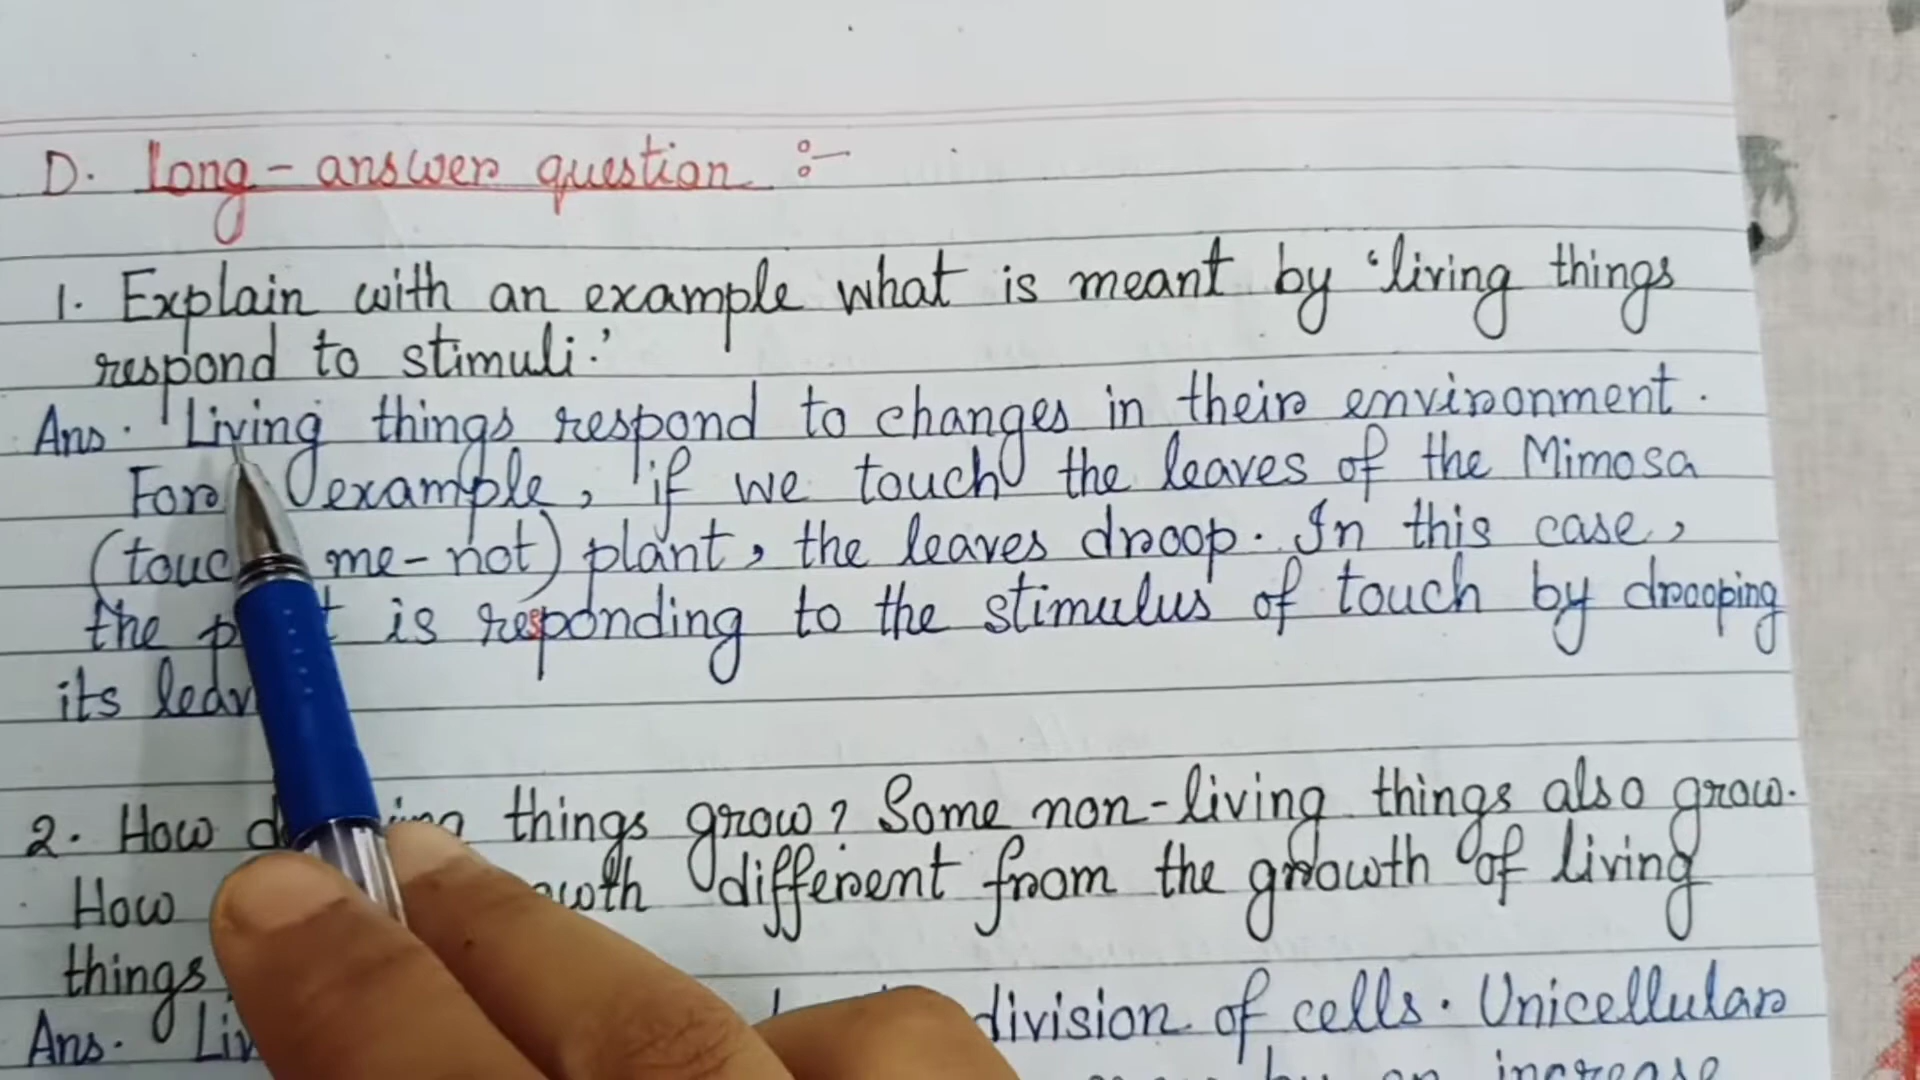 D. Long-answer question :-
1. Explain with an example what is meant by 'living things
respond to stimuli.'
Ans. Living things respond to changes in their environment.
For example, if we touch the leaves of the Mimosa
(touch me-not) plant, the leaves droop. In this case,
the is responding to the stimulus of touch by drooping
its
2. How things grow? Some non-living things also grow.
How different from the growth of living
things
Ans. division of cells. Unicellular
by an increase